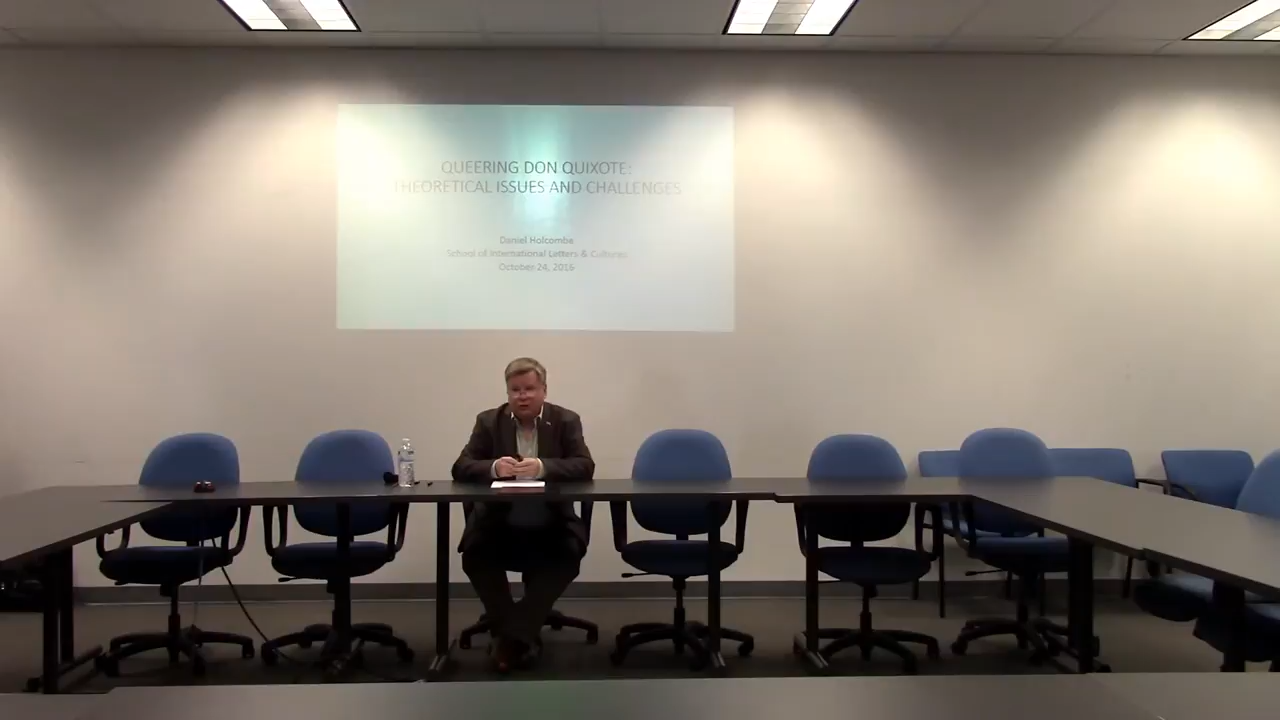 QUEERING DON QUIXOTE:
THEORETICAL ISSUES AND CHALLENGES
Daniel Holcombe
School of International Letters & Cultures
October 24, 2016